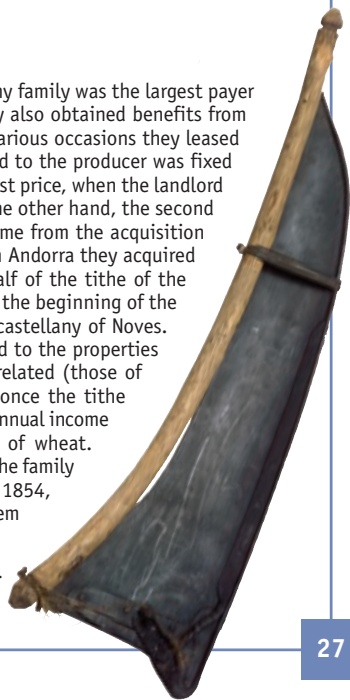 ny family was the largest payer
y also obtained benefits from
arious occasions they leased
d to the producer was fixed
st price, when the landlord
ne other hand, the second
me from the acquisition
n Andorra they acquired
alf of the tithe of the
the beginning of the
castellany of Noves.
d to the properties
related (those of
once the tithe
nnual income
of wheat.
he family
1854,
em
.
27